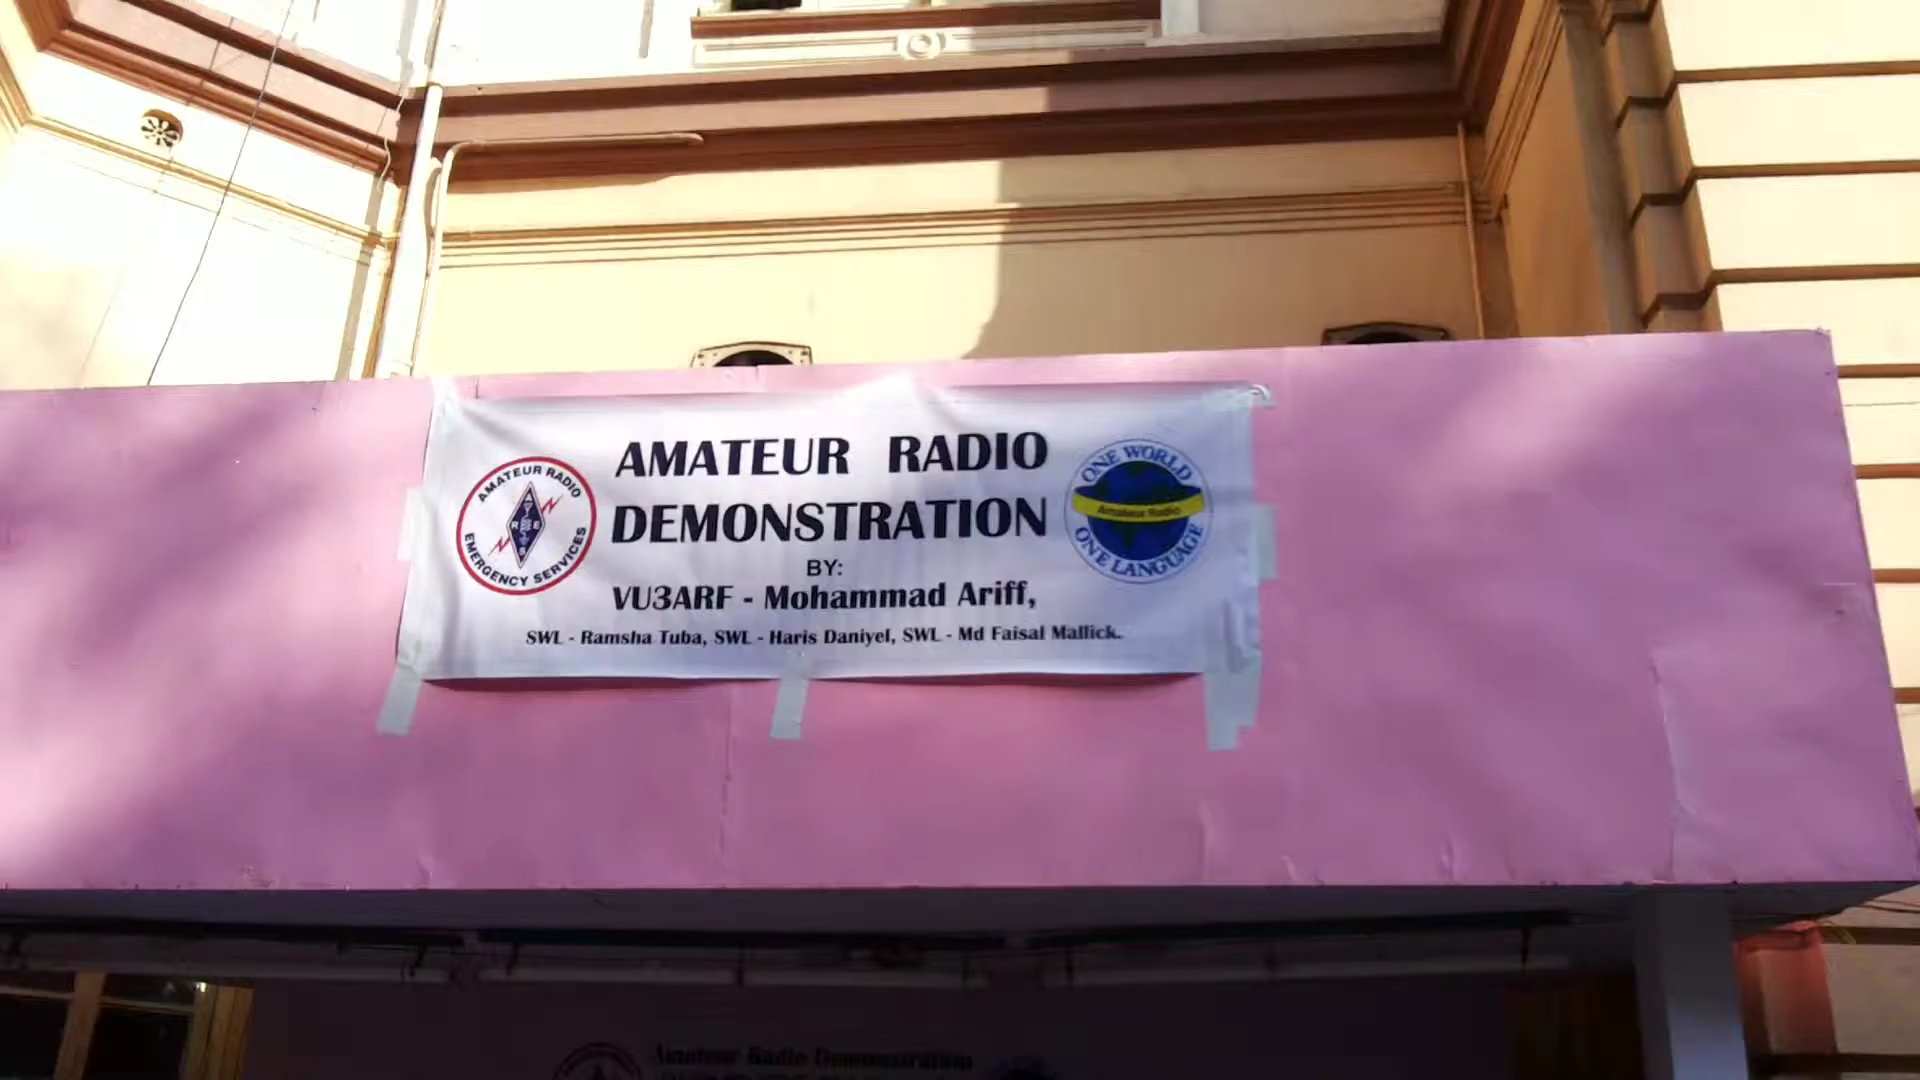 AMATEUR RADIO
DEMONSTRATION
BY:
VU3ARF - Mohammad Ariff,
SWL - Ramsha Tuba, SWL - Haris Daniyel, SWL - Md Faisal Mallick.
AMATEUR RADIO
R E
EMERGENCY SERVICES
ONE WORLD
Amateur Radio
ONE LANGUAGE
Amateur Radio Demonstration